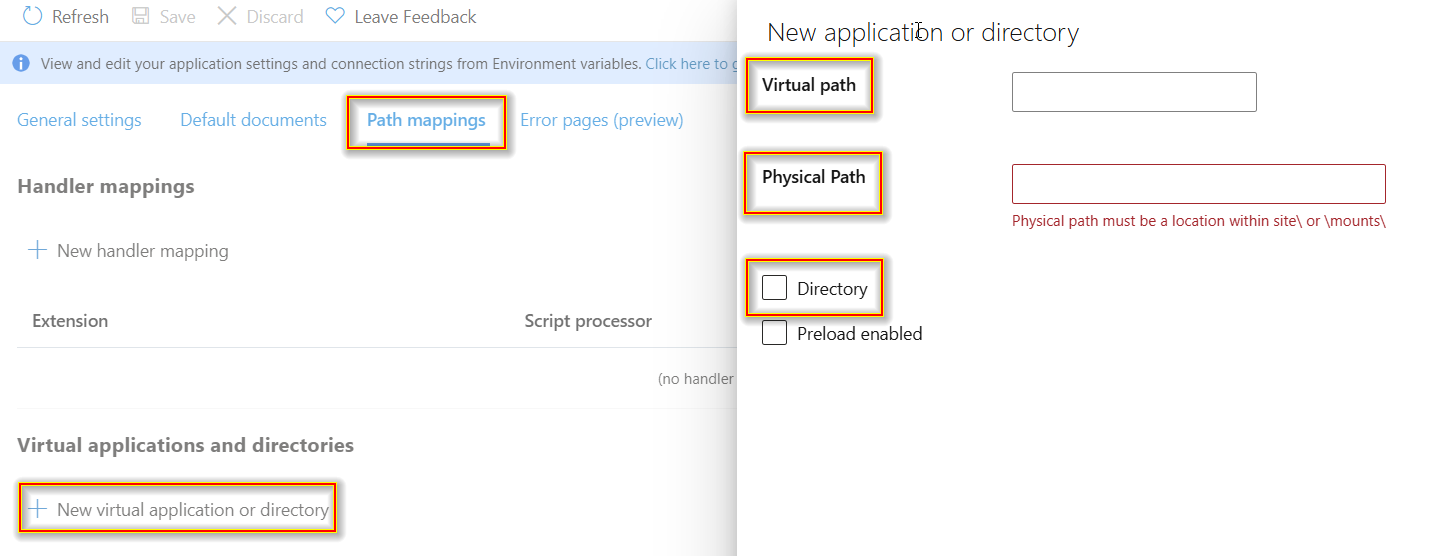 Refresh Save Discard Leave Feedback
View and edit your application settings and connection strings from Environment variables. Click here to
General settings Default documents Path mappings Error pages (preview)
Handler mappings
New handler mapping
Extension Script processor
(no handler
Virtual applications and directories
New virtual application or directory
New application or directory
Virtual path
Physical Path
Physical path must be a location within site\ or \mounts\
Directory
Preload enabled